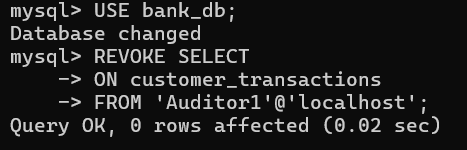 mysql> USE bank_db;
Database changed
mysql> REVOKE SELECT
    -> ON customer_transactions
    -> FROM 'Auditor1'@'localhost';
Query OK, 0 rows affected (0.02 sec)